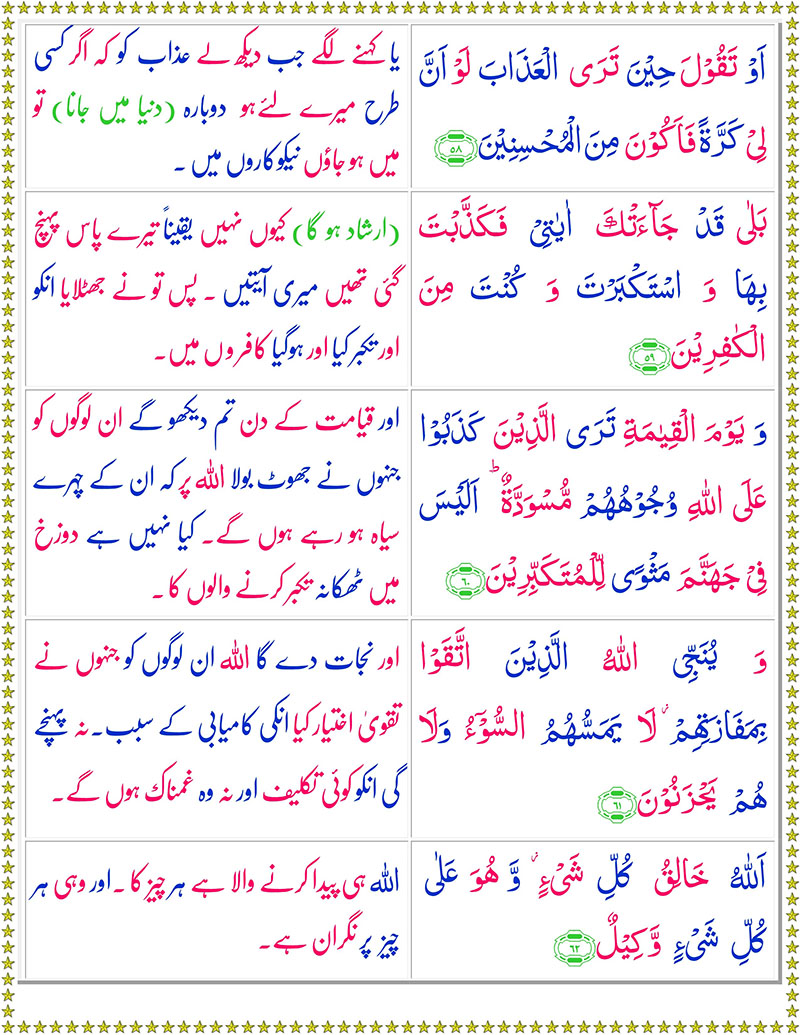 اَوْ تَقُوْلَ حِيْنَ تَرَى الْعَذَابَ لَوْ اَنَّ
لِيْ كَرَّةً فَاَكُوْنَ مِنَ الْمُحْسِنِيْنَ ٥٨
یا کہنے لگے جب دیکھ لے عذاب کو کہ اگر کسی
طرح میرے لئے ہو دوبارہ (دنیا میں جانا) تو
میں ہو جاؤں نیکوکاروں میں ۔
بَلٰى قَدْ جَآءَتْكَ اٰيٰتِيْ فَكَذَّبْتَ
بِهَا وَ اسْتَكْبَرْتَ وَ كُنْتَ مِنَ
الْكٰفِرِيْنَ ٥٩
(ارشاد ہو گا) کیوں نہیں یقیناً تیرے پاس پہنچ
گئی تھیں میری آیتیں ۔ پس تو نے جھٹلایا انکو
اور تکبر کیا اور ہوگیا کافروں میں۔
وَ يَوْمَ الْقِيٰمَةِ تَرَى الَّذِيْنَ كَذَبُوْا
عَلَى اللّٰهِ وُجُوْهُهُمْ مُّسْوَدَّةٌ ؕ اَلَيْسَ
فِيْ جَهَنَّمَ مَثْوًى لِّلْمُتَكَبِّرِيْنَ ٦٠
اور قیامت کے دن تم دیکھو گے ان لوگوں کو
جنہوں نے جھوٹ بولا اللہ پر کہ ان کے چہرے
سیاہ ہو رہے ہوں گے۔ کیا نہیں ہے دوزخ
میں ٹھکانہ تکبر کرنے والوں کا ۔
وَ يُنَجِّى اللّٰهُ الَّذِيْنَ اتَّقَوْا
بِمَفَازَتِهِمْ ؗ لَا يَمَسُّهُمُ السُّوْٓءُ وَلَا
هُمْ يَحْزَنُوْنَ ٦١
اور نجات دے گا اللہ ان لوگوں کو جنہوں نے
تقویٰ اختیار کیا انکی کامیابی کے سبب۔ نہ پہنچے
گی انکو کوئی تکلیف اور نہ وہ غمناک ہوں گے۔
اَللّٰهُ خَالِقُ كُلِّ شَيْءٍ ؗ وَّ هُوَ عَلٰى
كُلِّ شَيْءٍ وَّكِيْلٌ ٦٢
اللہ ہی پیدا کرنے والا ہے ہر چیز کا ۔ اور وہی ہر
چیز پر نگران ہے۔